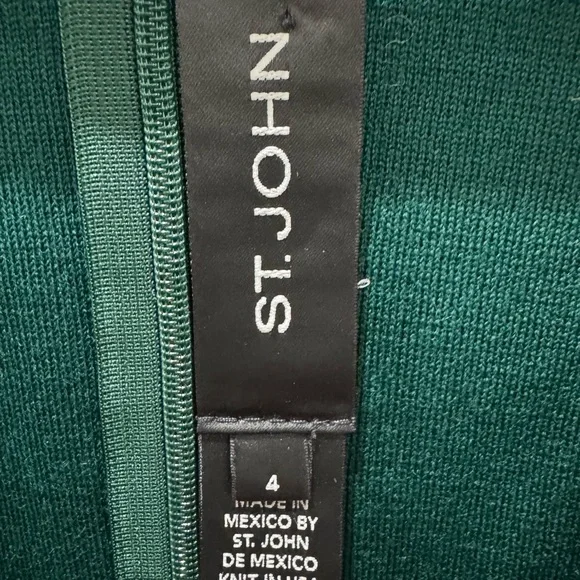 ST. JOHN
4
MADE IN
MEXICO BY
ST. JOHN
DE MEXICO
KNIT IN USA